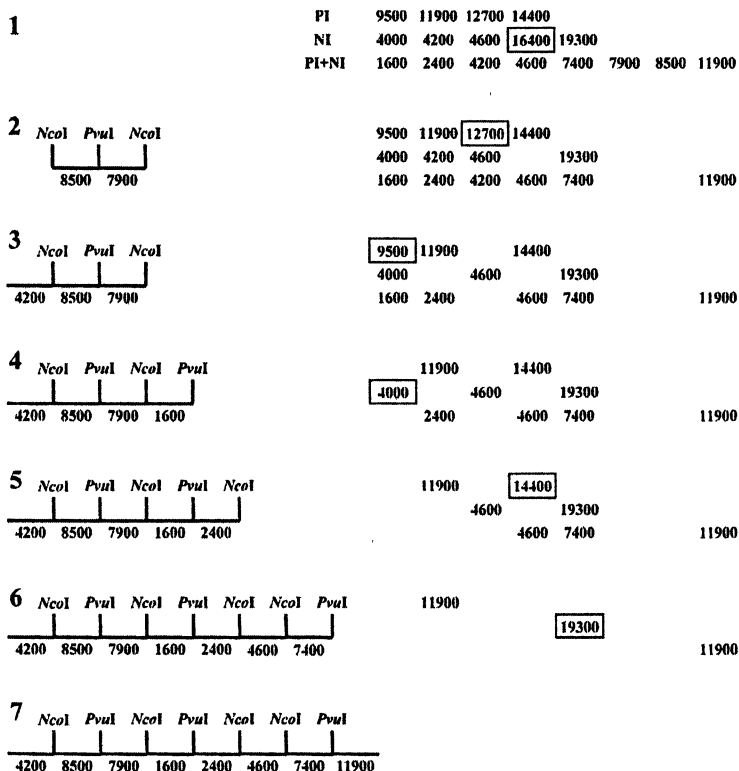 1
PI 9500 11900 12700 14400
NI 4000 4200 4600 16400 19300
PI+NI 1600 2400 4200 4600 7400 7900 8500 11900
2 NcoI PvuI NcoI 9500 11900 12700 14400
4000 4200 4600 19300
8500 7900 1600 2400 4200 4600 7400 11900
3 NcoI PvuI NcoI 9500 11900 14400
4000 4600 19300
4200 8500 7900 1600 2400 4600 7400 11900
4 NcoI PvuI NcoI PvuI 11900 14400
4000 4600 19300
4200 8500 7900 1600 2400 4600 7400 11900
5 NcoI PvuI NcoI PvuI NcoI 11900 14400
4600 19300
4200 8500 7900 1600 2400 4600 7400 11900
6 NcoI PvuI NcoI PvuI NcoI NcoI PvuI 11900
19300
4200 8500 7900 1600 2400 4600 7400 11900
7 NcoI PvuI NcoI PvuI NcoI NcoI PvuI
4200 8500 7900 1600 2400 4600 7400 11900